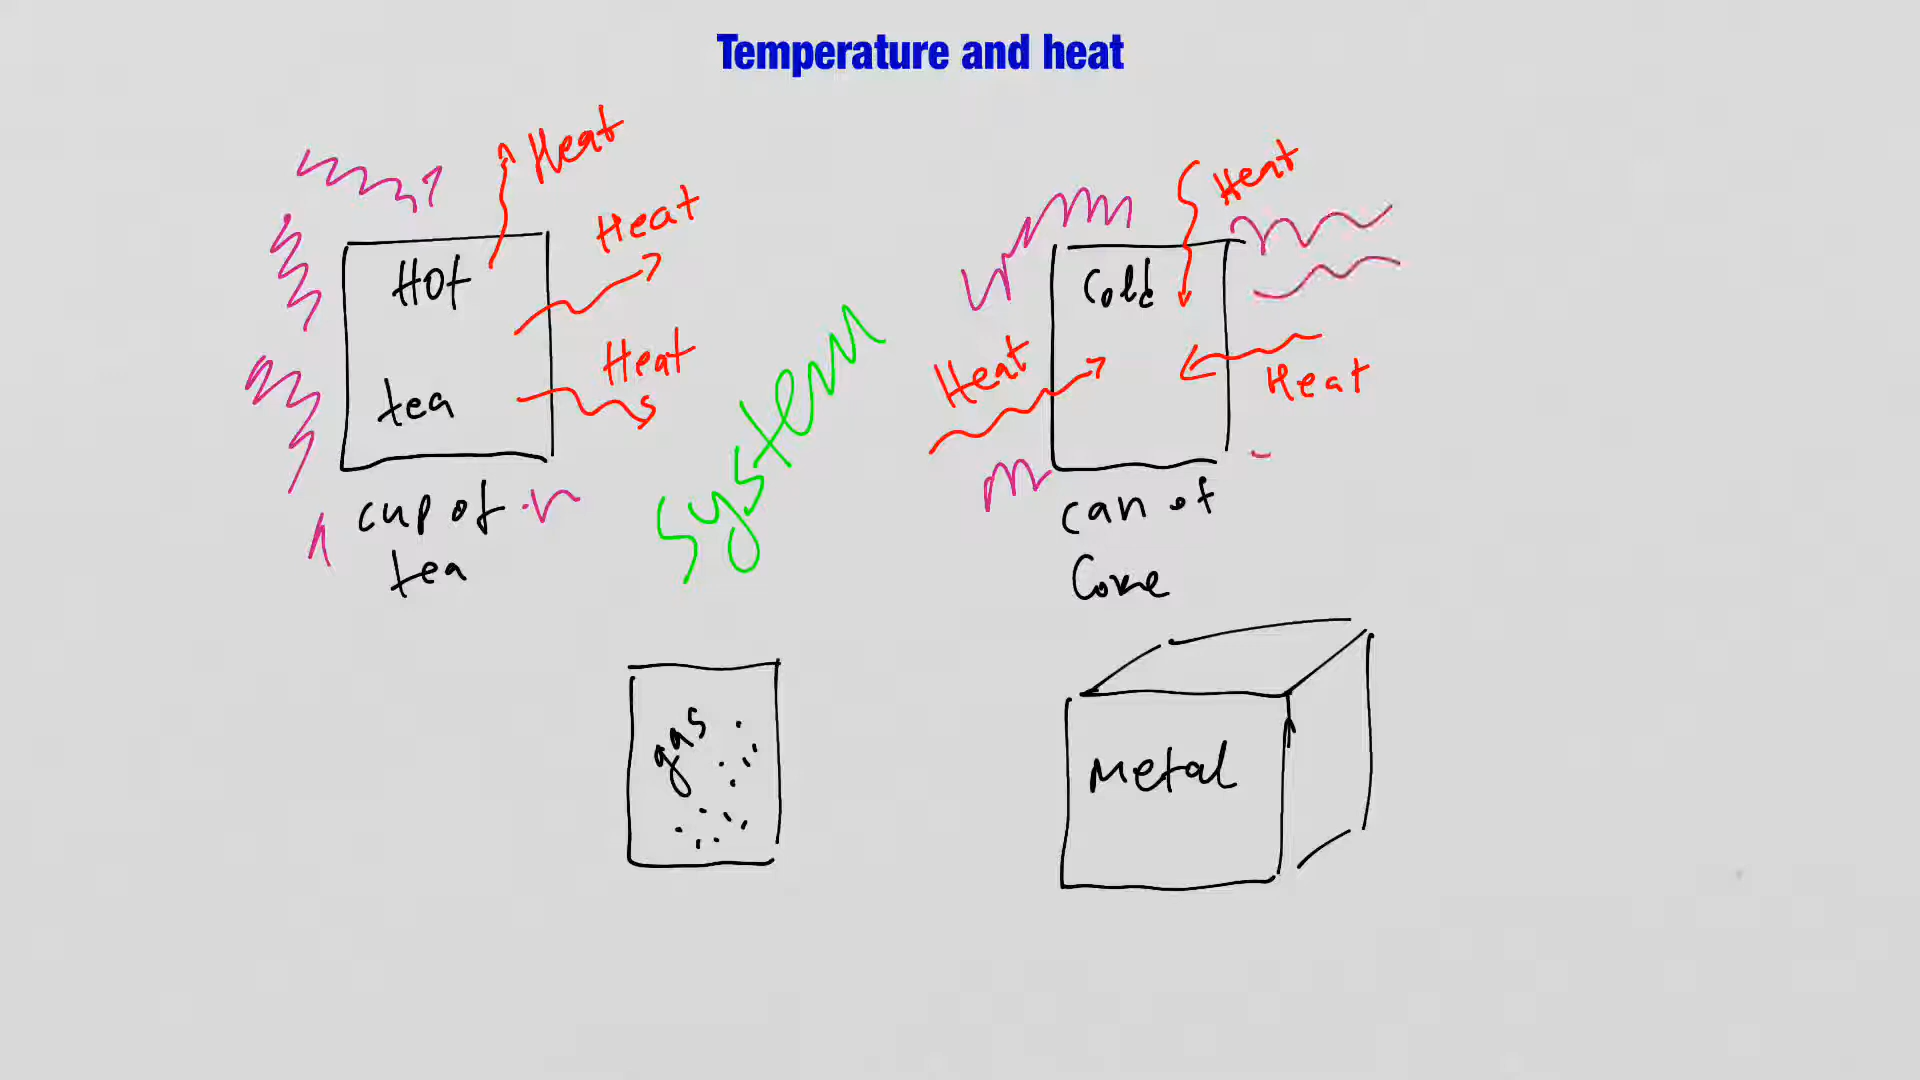 Temperature and heat
Heat
Heat
Heat
Hot
tea
cup of
tea
system
Heat
Cold
Heat
Heat
can of
Coke
gas
Metal